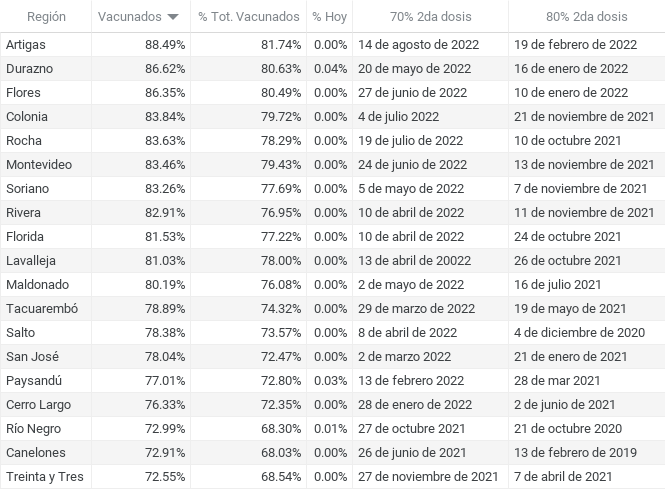 Región Vacunados % Tot. Vacunados % Hoy 70% 2da dosis 80% 2da dosis
Artigas 88.49% 81.74% 0.00% 14 de agosto de 2022 19 de febrero de 2022
Durazno 86.62% 80.63% 0.04% 20 de mayo de 2022 16 de enero de 2022
Flores 86.35% 80.49% 0.00% 27 de junio de 2022 10 de enero de 2022
Colonia 83.84% 79.72% 0.00% 4 de julio 2022 21 de noviembre de 2021
Rocha 83.63% 78.29% 0.00% 19 de julio de 2022 10 de octubre 2021
Montevideo 83.46% 79.43% 0.00% 24 de junio de 2022 13 de noviembre de 2021
Soriano 83.26% 77.69% 0.00% 5 de mayo de 2022 7 de noviembre de 2021
Rivera 82.91% 76.95% 0.00% 10 de abril de 2022 11 de noviembre de 2021
Florida 81.53% 77.22% 0.00% 10 de abril de 2022 24 de octubre 2021
Lavalleja 81.03% 78.00% 0.00% 13 de abril de 20022 26 de octubre 2021
Maldonado 80.19% 76.08% 0.00% 2 de mayo de 2022 16 de julio 2021
Tacuarembó 78.89% 74.32% 0.00% 29 de marzo de 2022 19 de mayo de 2021
Salto 78.38% 73.57% 0.00% 8 de abril de 2022 4 de diciembre de 2020
San José 78.04% 72.47% 0.00% 2 de marzo 2022 21 de enero de 2021
Paysandú 77.01% 72.80% 0.03% 13 de febrero 2022 28 de mar 2021
Cerro Largo 76.33% 72.35% 0.00% 28 de enero de 2022 2 de junio de 2021
Río Negro 72.99% 68.30% 0.01% 27 de octubre 2021 21 de octubre 2020
Canelones 72.91% 68.03% 0.00% 26 de junio de 2021 13 de febrero de 2019
Treinta y Tres 72.55% 68.54% 0.00% 27 de noviembre de 2021 7 de abril de 2021